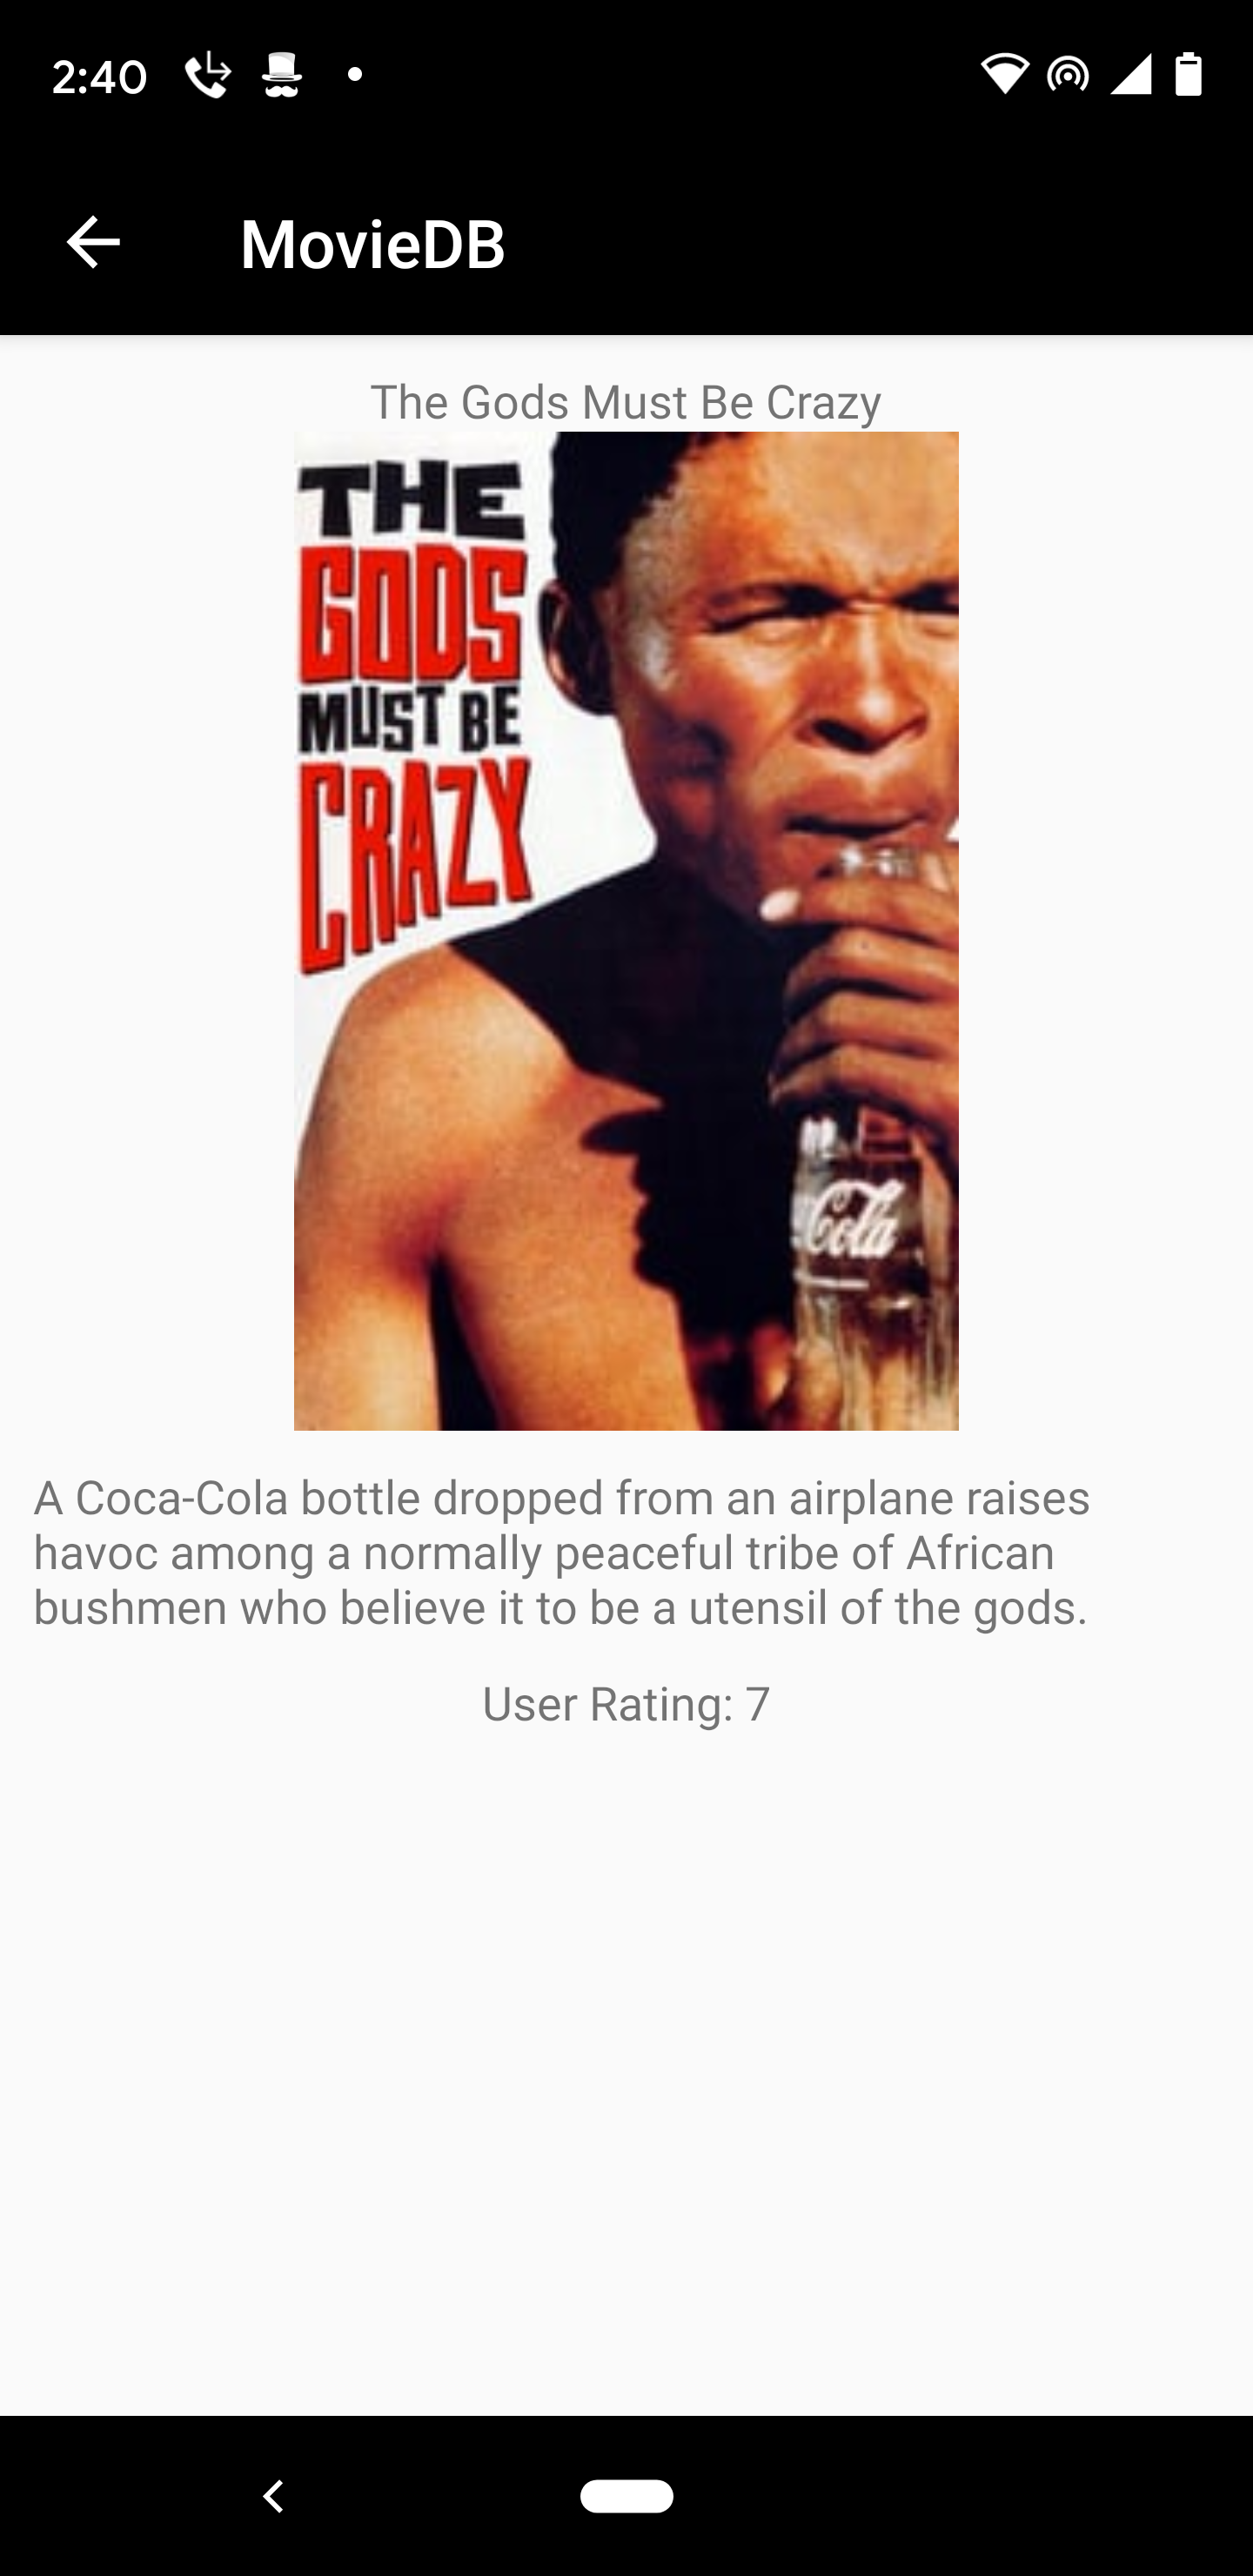 2:40
MovieDB
The Gods Must Be Crazy
THE
GODS
MUST BE
CRAZY
Cola
A Coca-Cola bottle dropped from an airplane raises
havoc among a normally peaceful tribe of African
bushmen who believe it to be a utensil of the gods.
User Rating: 7